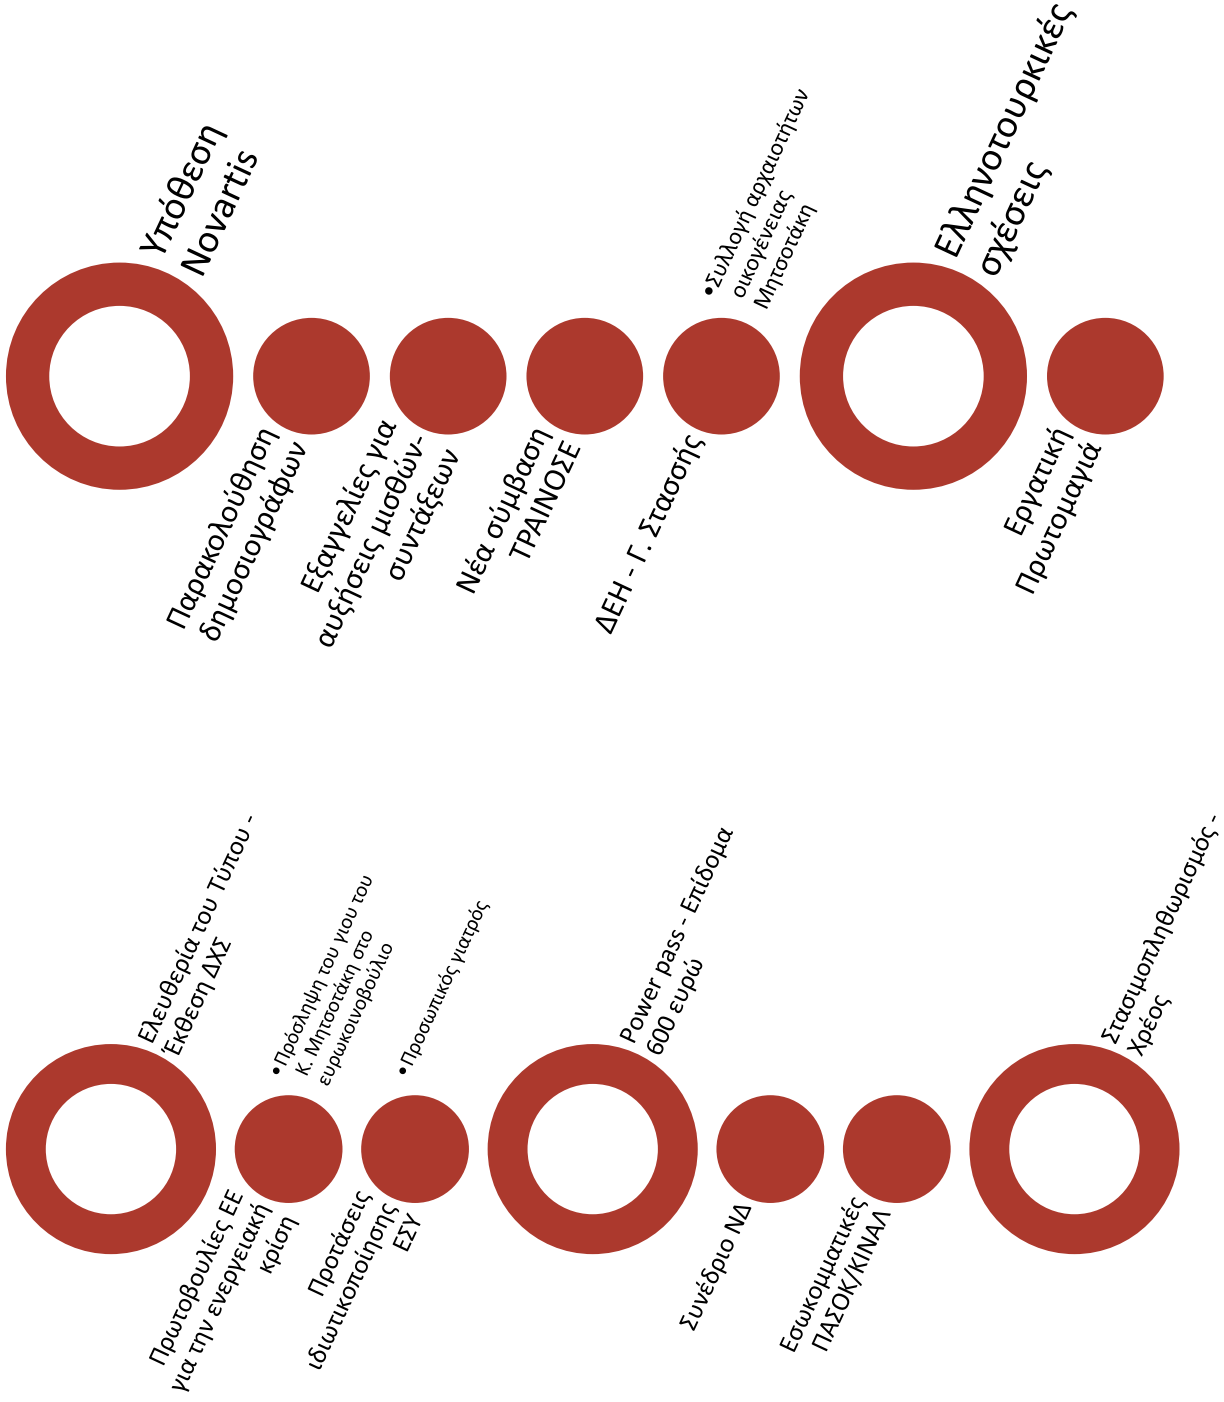 Υπόθεση
Novartis
Παρακολούθηση
δημοσιογράφων
Εξαγγελίες για
αυξήσεις μισθών-
συντάξεων
Νέα σύμβαση
ΤΡΑΙΝΟΣΕ
ΔΕΗ - Γ. Στασσής
•Συλλογή αρχαιοτήτων
οικογένειας
Μητσοτάκη
Ελληνοτουρκικές
σχέσεις
Εργατική
Πρωτομαγιά
Ελευθερία του Τύπου -
Έκθεση ΔΧΣ
Πρωτοβουλίες ΕΕ
για την ενεργειακή
κρίση
•Πρόσληψη του γιου του
Κ. Μητσοτάκη στο
ευρωκοινοβούλιο
Προτάσεις
ιδιωτικοποίησης
ΕΣΥ
•Προσωπικός γιατρός
Power pass - Επίδομα
600 ευρώ
Συνέδριο ΝΔ
Εσωκομματικές
ΠΑΣΟΚ/ΚΙΝΑΛ
Στασιμοπληθωρισμός -
Χρέος